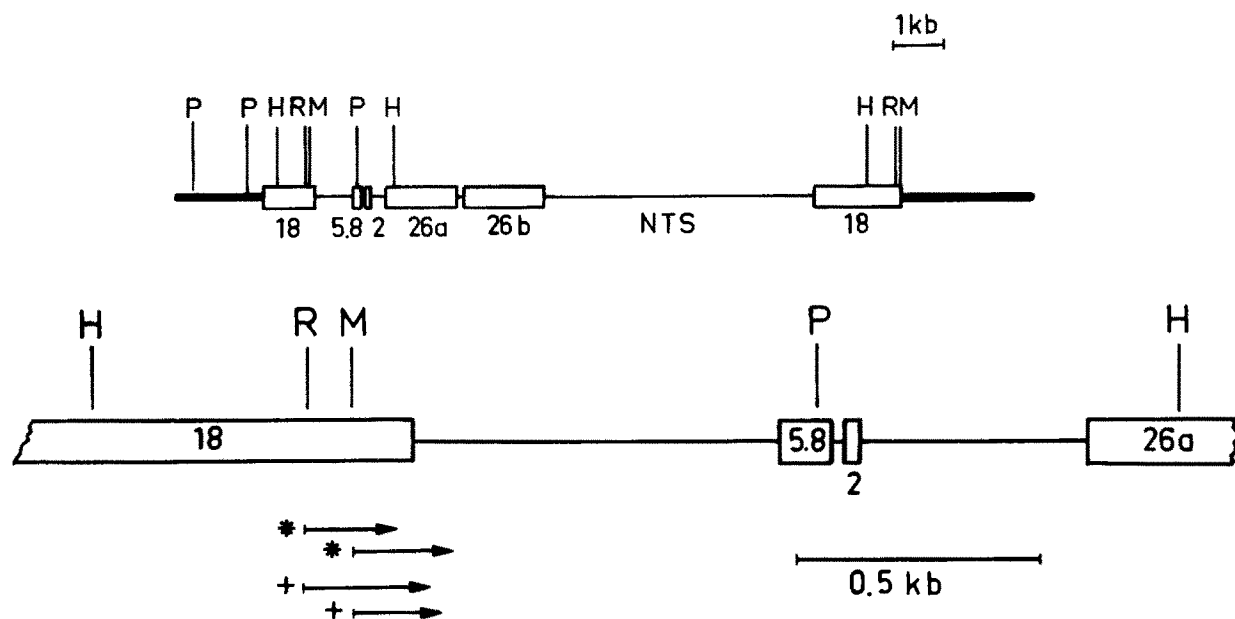 1kb
P P H R M P H H R M
18 5.8 2 26a 26b NTS 18
H R M P H
18 5.8 26a
2
*
*
+ 0.5 kb
+